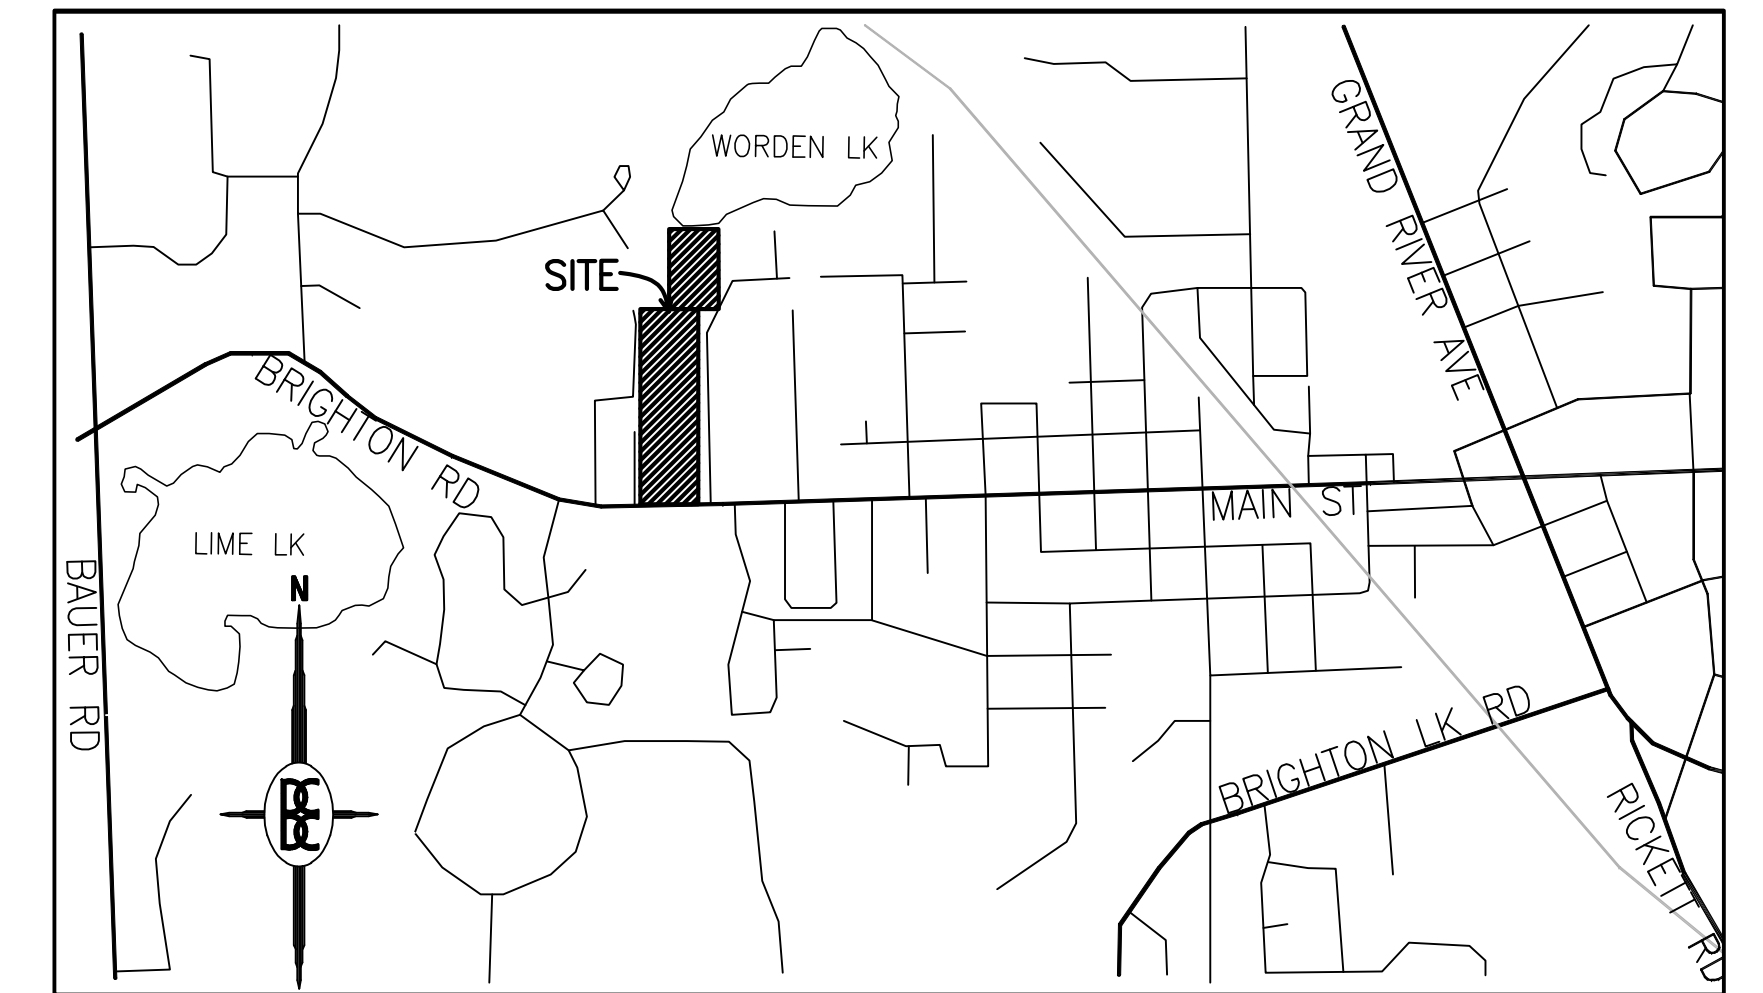 WORDEN LK
GRAND RIVER AVE
SITE
BRIGHTON RD
MAIN ST
LIME LK
N
BAUER RD
BRIGHTON LK RD
RICKETT RD